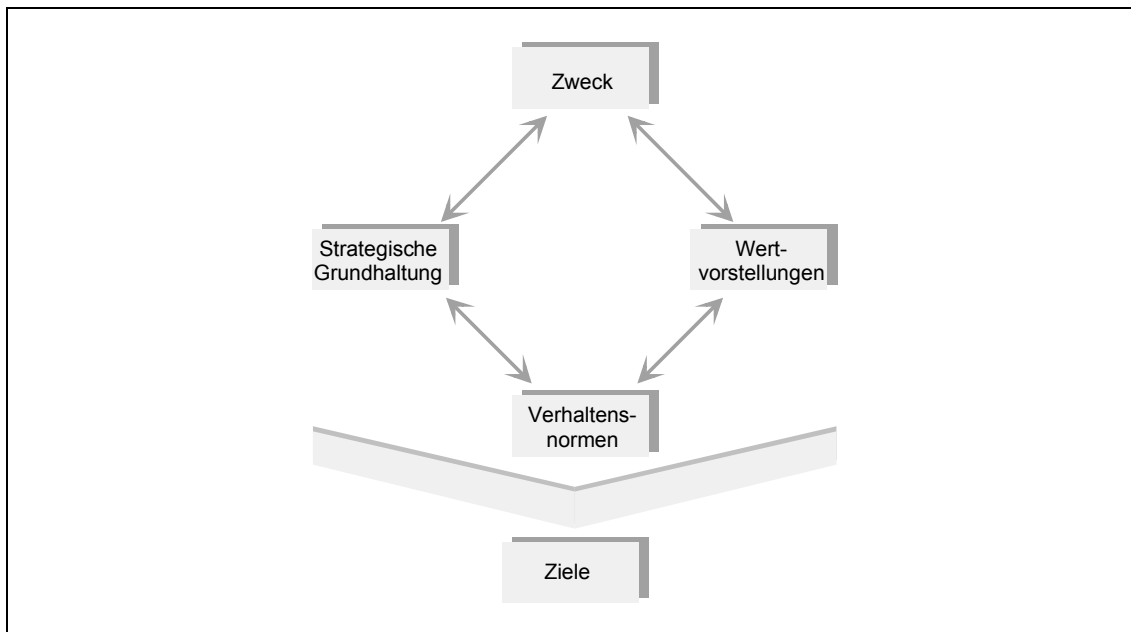 Zweck
Strategische
Grundhaltung
Wert-
vorstellungen
Verhaltens-
normen
Ziele